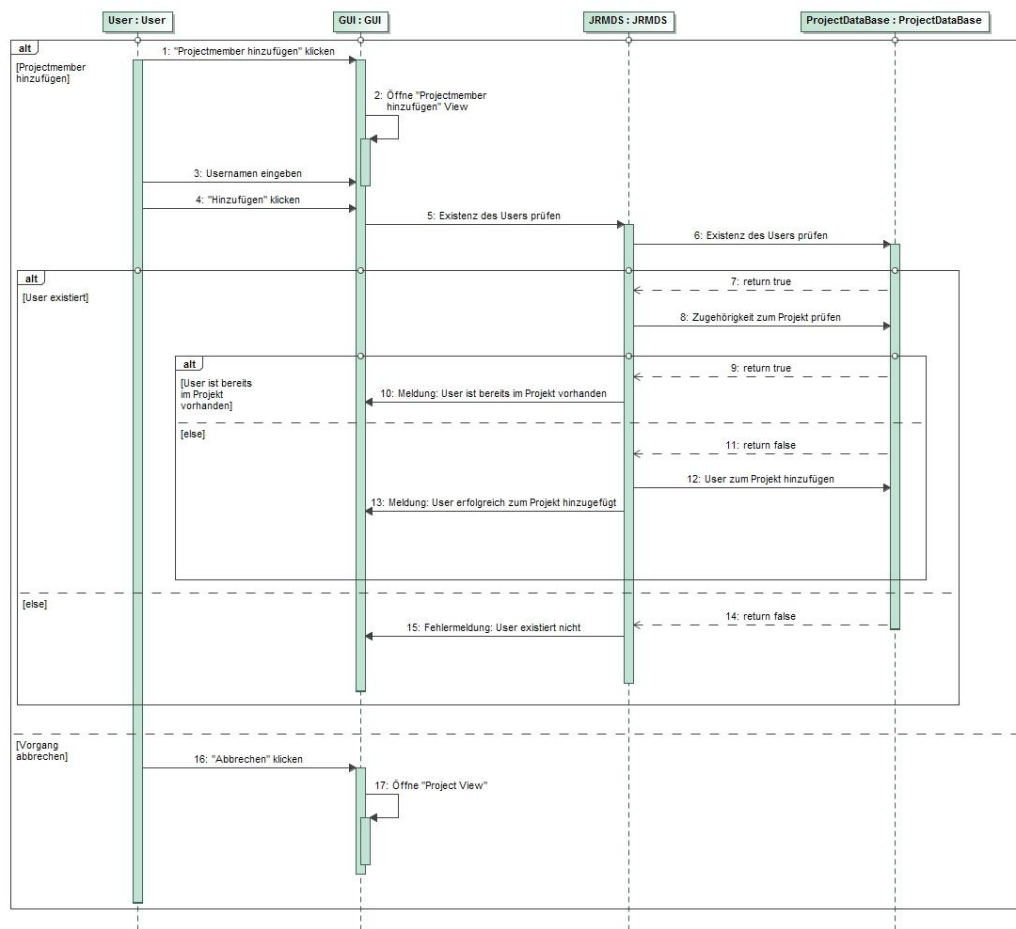 User : User
GUI : GUI
JRMDS : JRMDS
ProjectDataBase : ProjectDataBase
alt
[Projectmember
hinzufügen]
1: "Projectmember hinzufügen" klicken
2: Öffne "Projectmember
hinzufügen" View
3: Usernamen eingeben
4: "Hinzufügen" klicken
5: Existenz des Users prüfen
6: Existenz des Users prüfen
alt
[User existiert]
7: return true
8: Zugehörigkeit zum Projekt prüfen
alt
[User ist bereits
im Projekt
vorhanden]
9: return true
10: Meldung: User ist bereits im Projekt vorhanden
[else]
11: return false
12: User zum Projekt hinzufügen
13: Meldung: User erfolgreich zum Projekt hinzugefügt
[else]
14: return false
15: Fehlermeldung: User existiert nicht
[Vorgang
abbrechen]
16: "Abbrechen" klicken
17: Öffne "Project View"